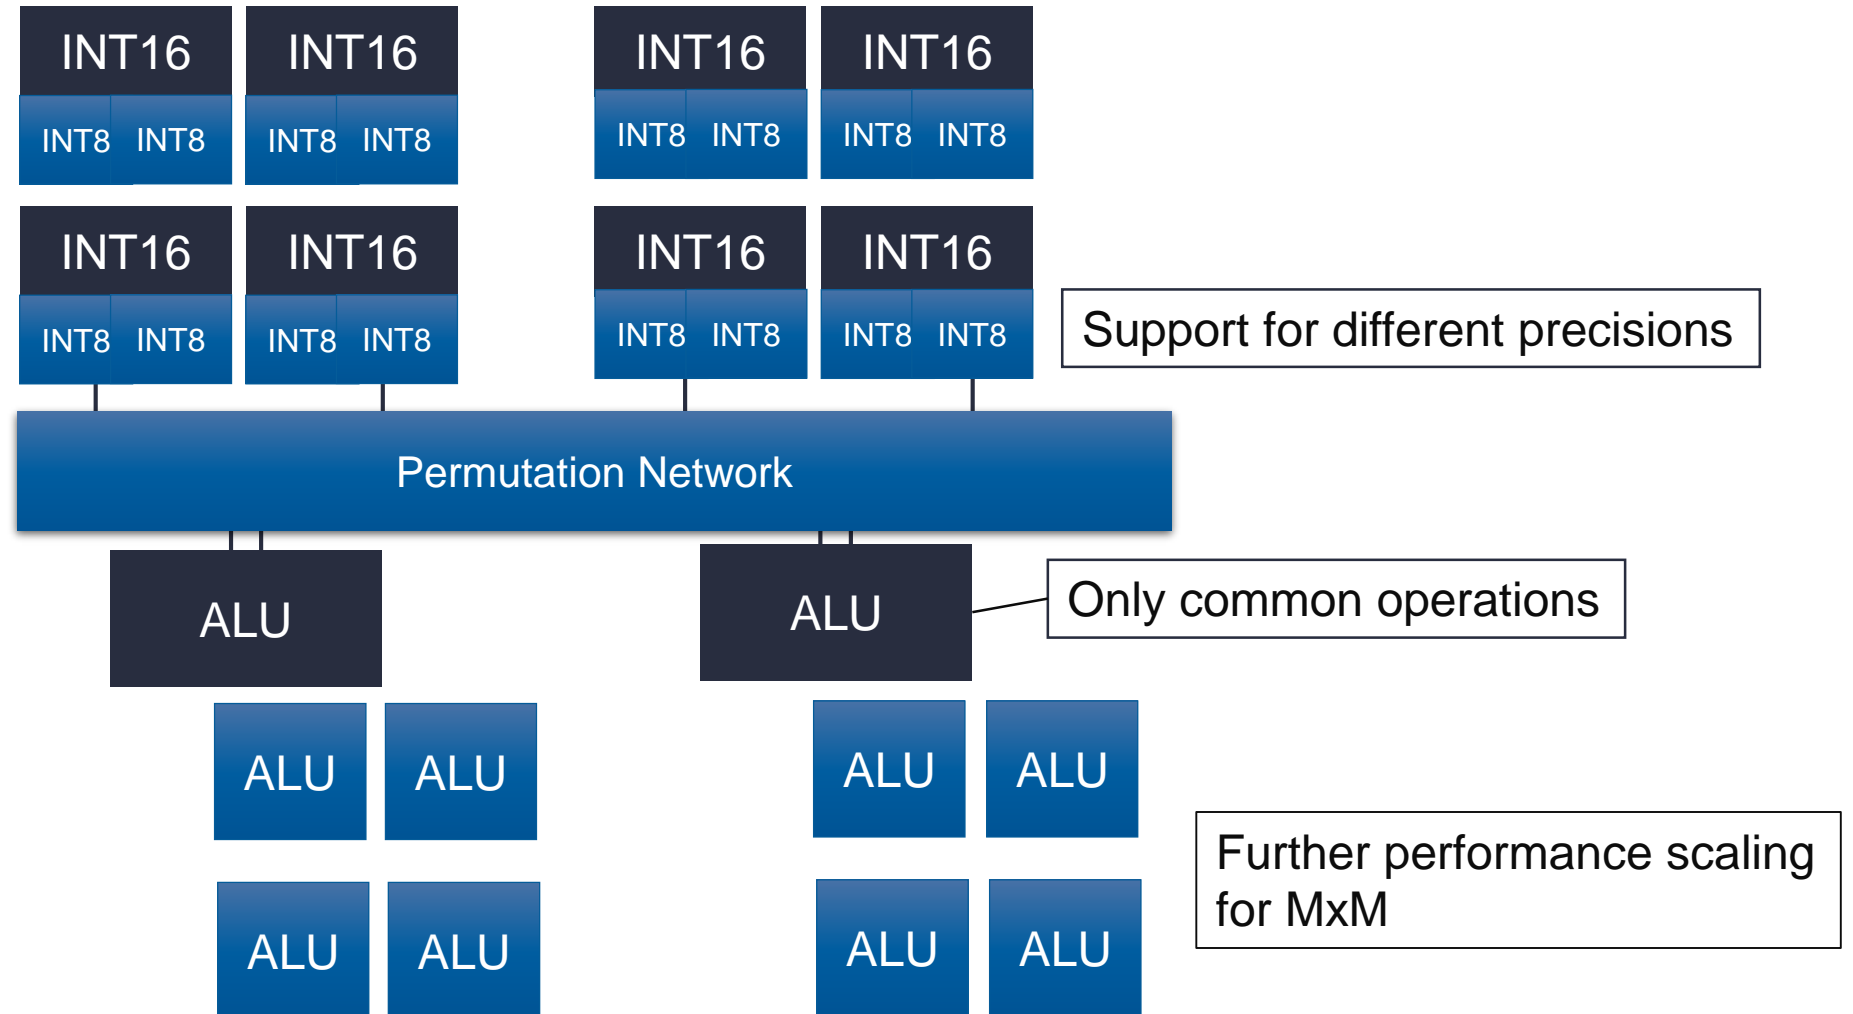 INT16 INT16 INT16 INT16
INT8 INT8 INT8 INT8 INT8 INT8 INT8 INT8
INT16 INT16 INT16 INT16
INT8 INT8 INT8 INT8 INT8 INT8 INT8 INT8
Support for different precisions
Permutation Network
ALU ALU
Only common operations
ALU ALU ALU ALU
Further performance scaling
for MxM
ALU ALU ALU ALU